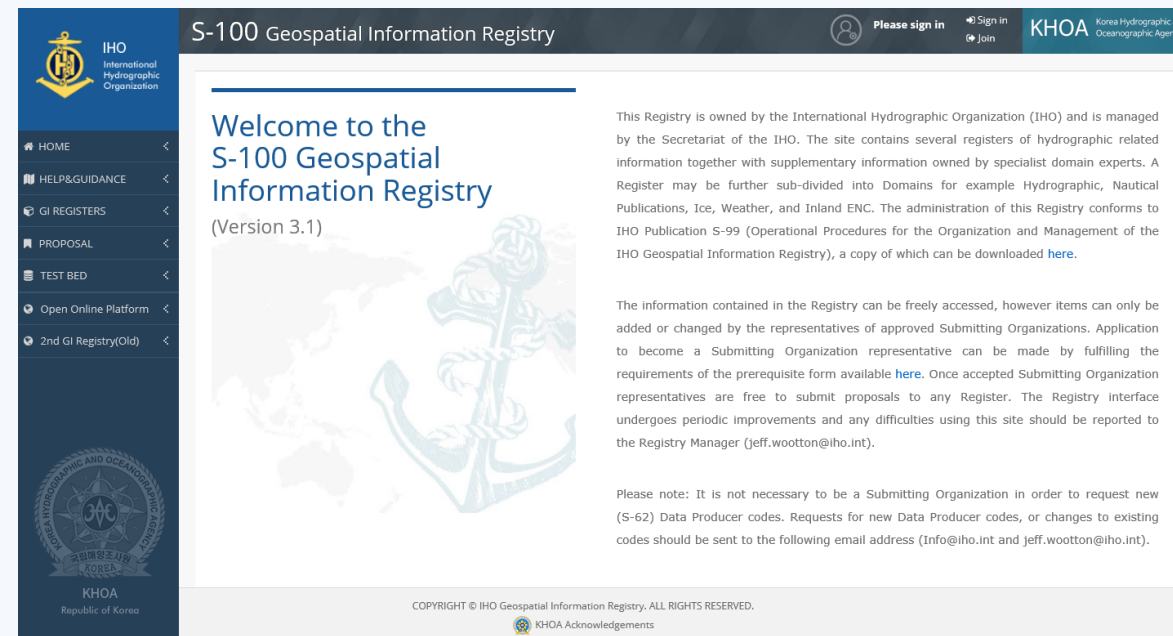 IHO
International
Hydrographic
Organization
S-100 Geospatial Information Registry
Please sign in
Sign in
Join
KHOA
Korea Hydrographic
Oceanographic
HOME
HELP&GUIDANCE
GI REGISTERS
PROPOSAL
TEST BED
Open Online Platform
2nd GI Registry(Old)
KOREA HYDROGRAPHIC AND OCEANOGRAPHIC AGENCY
국립해양조사원
KOREA
KHOA
Republic of Korea
Welcome to the
S-100 Geospatial
Information Registry
(Version 3.1)
This Registry is owned by the International Hydrographic Organization (IHO) and is managed
by the Secretariat of the IHO. The site contains several registers of hydrographic related
information together with supplementary information owned by specialist domain experts. A
Register may be further sub-divided into Domains for example Hydrographic, Nautical
Publications, Ice, Weather, and Inland ENC. The administration of this Registry conforms to
IHO Publication S-99 (Operational Procedures for the Organization and Management of the
IHO Geospatial Information Registry), a copy of which can be downloaded here.
The information contained in the Registry can be freely accessed, however items can only be
added or changed by the representatives of approved Submitting Organizations. Application
to become a Submitting Organization representative can be made by fulfilling the
requirements of the prerequisite form available here. Once accepted Submitting Organization
representatives are free to submit proposals to any Register. The Registry interface
undergoes periodic improvements and any difficulties using this site should be reported to
the Registry Manager (jeff.wootton@iho.int).
Please note: It is not necessary to be a Submitting Organization in order to request new
(S-62) Data Producer codes. Requests for new Data Producer codes, or changes to existing
codes should be sent to the following email address (Info@iho.int and jeff.wootton@iho.int).
COPYRIGHT © IHO Geospatial Information Registry. ALL RIGHTS RESERVED.
KHOA Acknowledgements